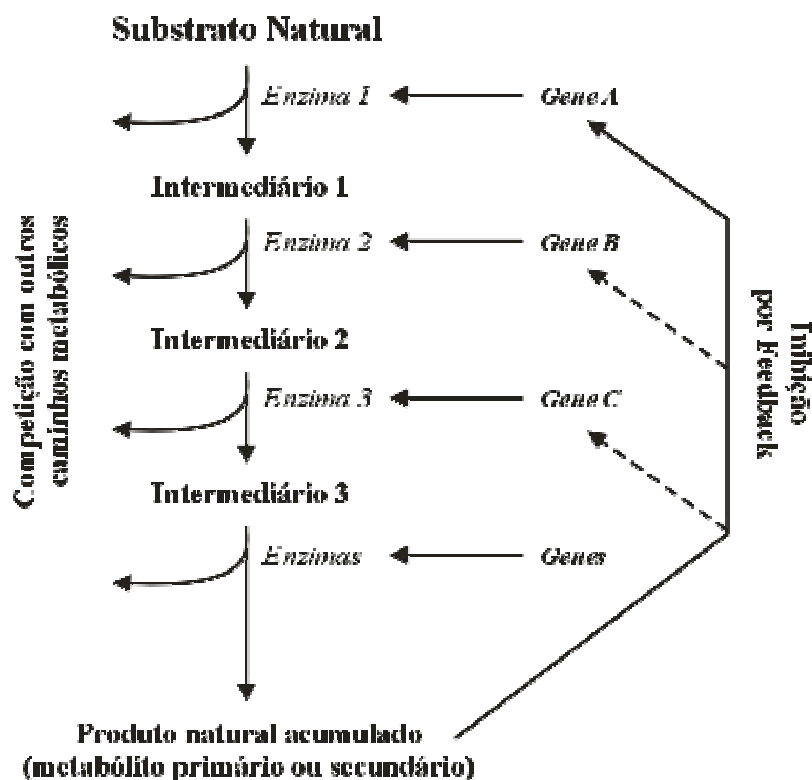 Substrato Natural
Enzima 1
Gene A
Intermediário 1
Enzima 2
Gene B
Intermediário 2
Enzima 3
Gene C
Intermediário 3
Enzimas
Genes
Produto natural acumulado
(metabólito primário ou secundário)
Competição com outros
caminhos metabólicos
Inibição
por Feedback